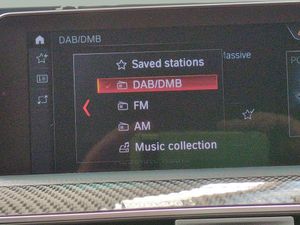 DAB/DMB
Saved stations
Massive
DAB/DMB
FM
AM
Music collection